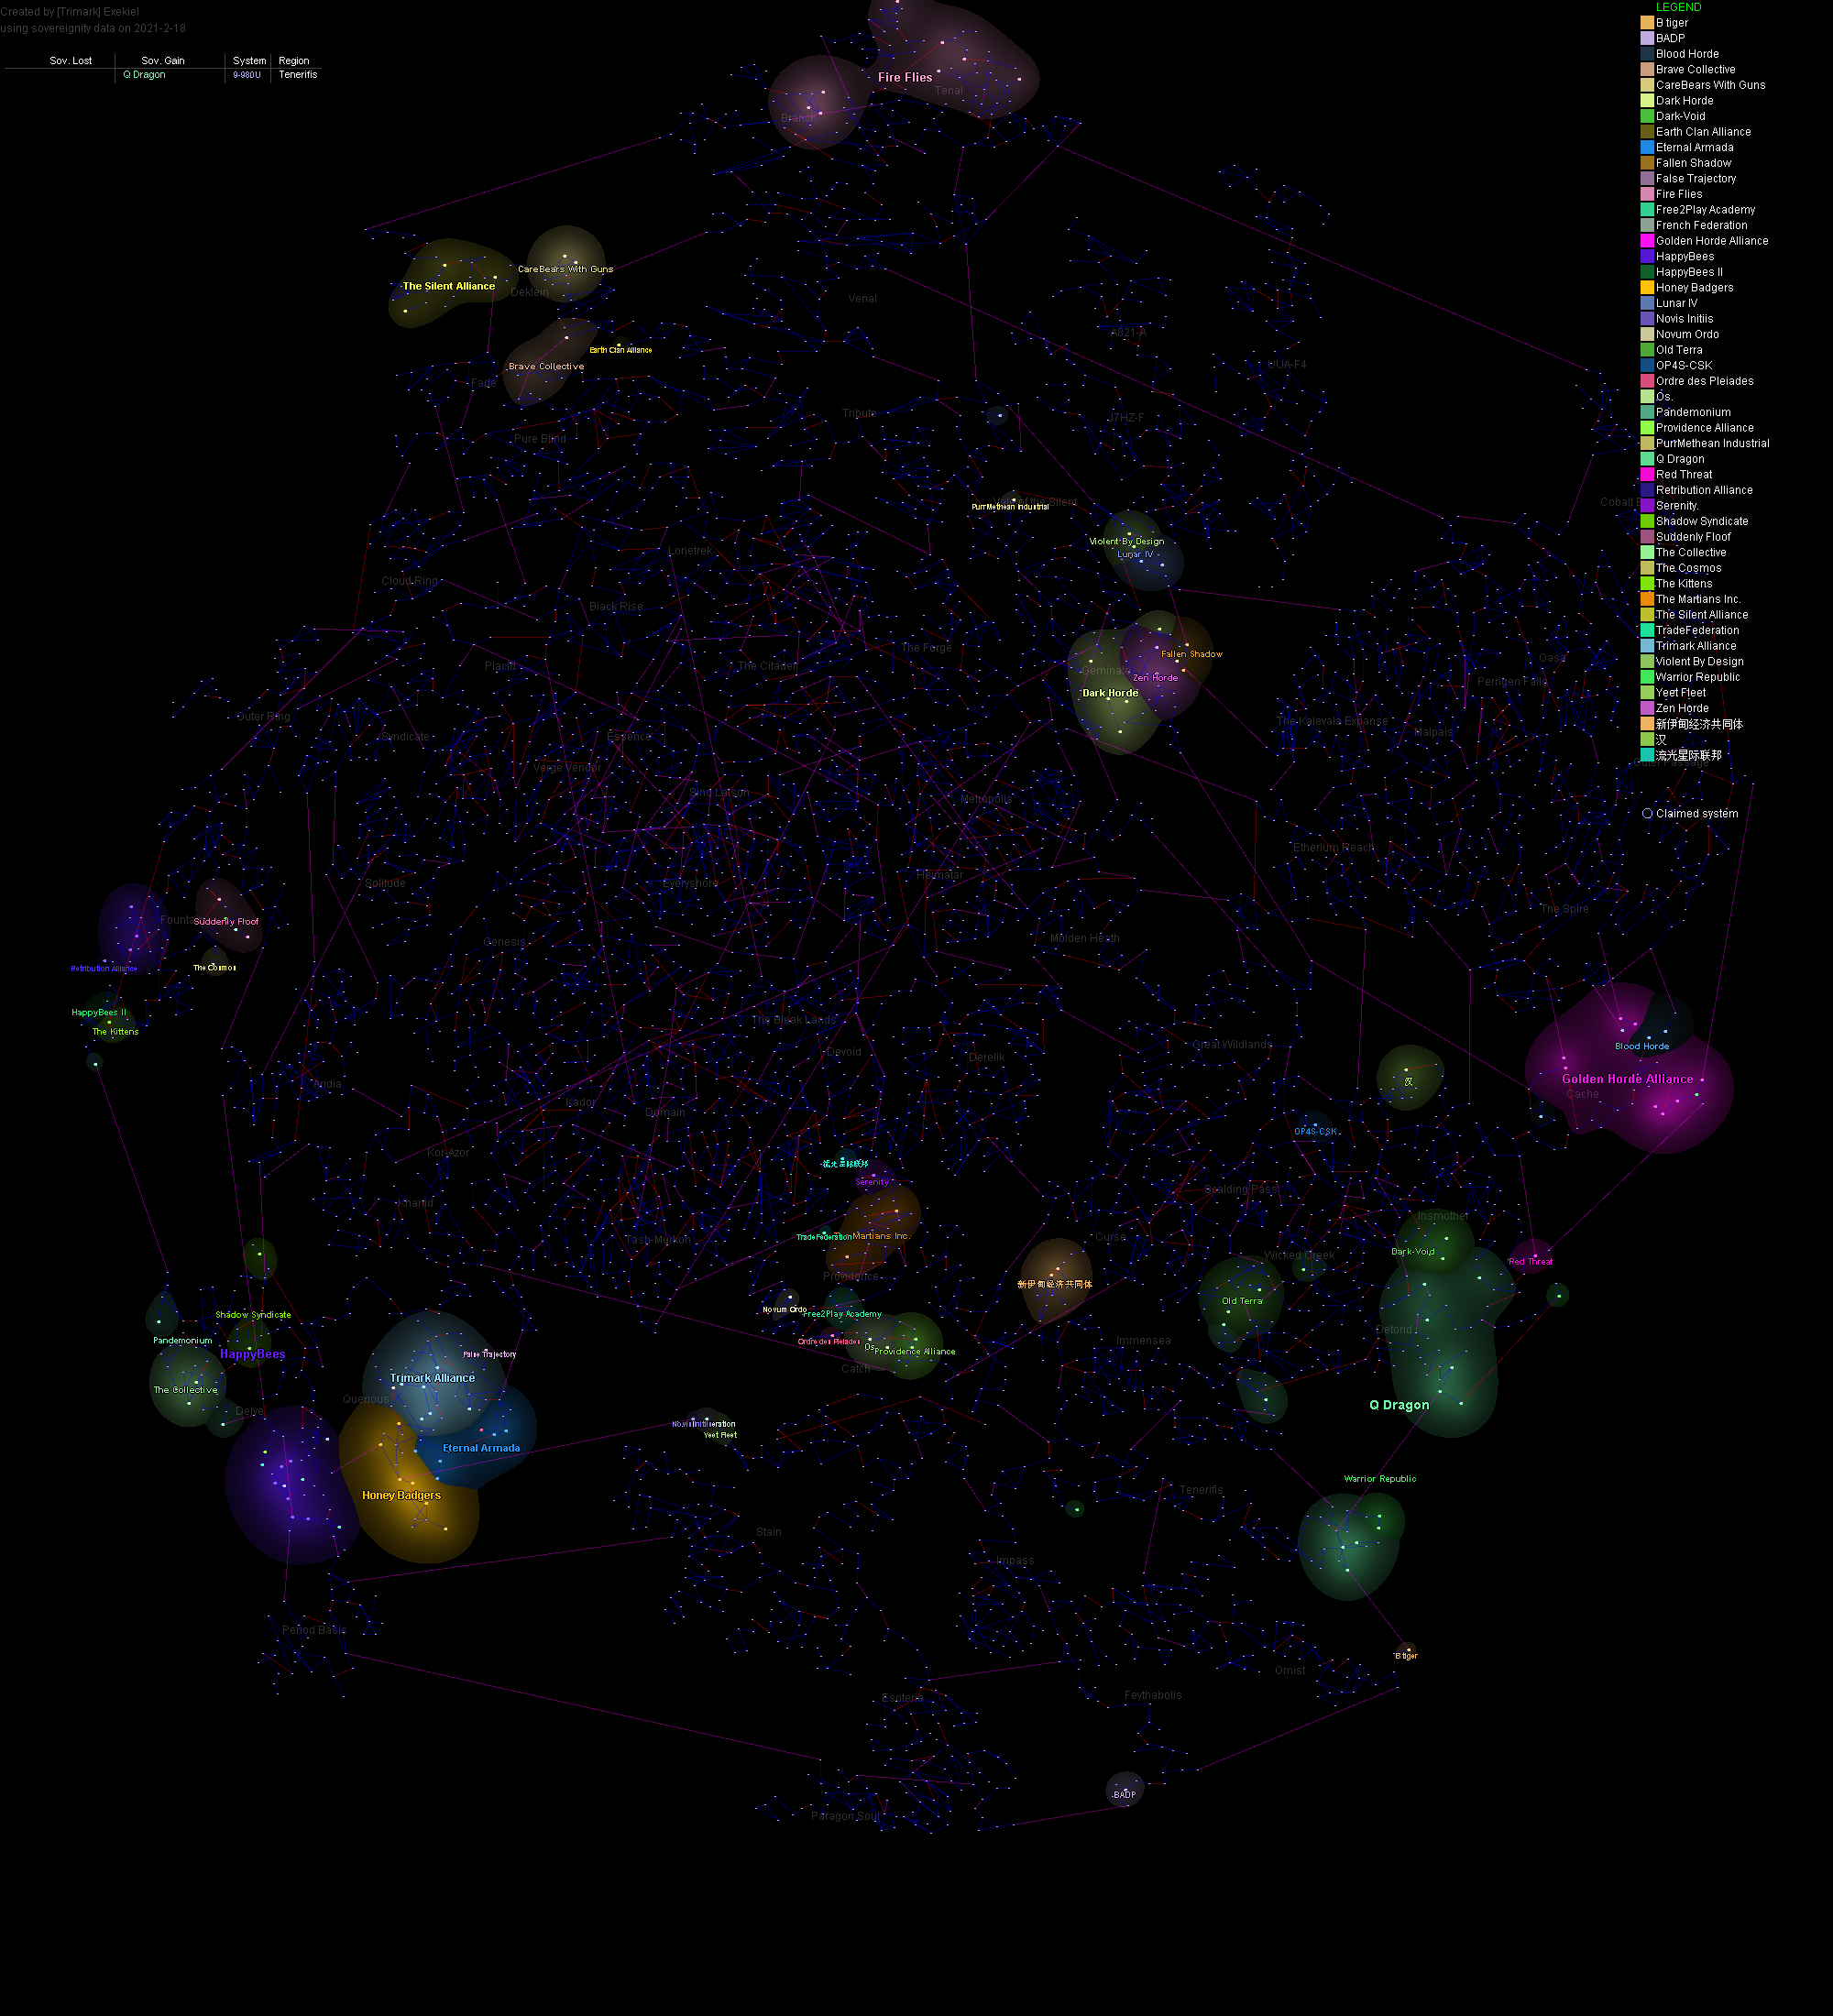 Created by [Trimark] Exekiel
using sovereignity data on 2021-2-18
Sov. Lost Sov. Gain System Region
Q Dragon 9-980U Tenerifis
LEGEND
B tiger
BADP
Blood Horde
Brave Collective
CareBears With Guns
Dark Horde
Dark-Void
Earth Clan Alliance
Eternal Armada
Fallen Shadow
False Trajectory
Fire Flies
Free2Play Academy
French Federation
Golden Horde Alliance
HappyBees
HappyBees II
Honey Badgers
Lunar IV
Novis Initiis
Novum Ordo
Old Terra
OP4S-CSK
Ordre des Pleiades
Os.
Pandemonium
Providence Alliance
PurrMethean Industrial
Q Dragon
Red Threat
Retribution Alliance
Serenity.
Shadow Syndicate
Suddenly Floof
The Collective
The Cosmos
The Kittens
The Martians Inc.
The Silent Alliance
TradeFederation
Trimark Alliance
Violent By Design
Warrior Republic
Yeet Fleet
Zen Horde
新伊甸经济共同体
汉
流光星际联邦
Claimed system
Fire Flies
Tenal
Branch
CareBears With Guns
The Silent Alliance
Deklein
Venal
A821-A
Earth Clan Alliance
Brave Collective
UUA-F4
Fade
Tribute
J7HZ-F
Pure Blind
PurrMethean Industrial
Violent By Design
Lonetrek
Lunar IV
Cloud Ring
Black Rise
The Forge
Fallen Shadow
Oasa
Placid
The Citadel
Geminate
Zen Horde
Perrigen Falls
Dark Horde
Outer Ring
The Kalevala Expanse
Malpais
Syndicate
Essence
Verge Vendor
Sinq Laison
Metropolis
Etherium Reach
Solitude
Everyshore
Heimatar
The Spire
Suddenly Floof
Genesis
Molden Heath
Retribution Alliance
The Cosmos
HappyBees II
The Kittens
The Bleak Lands
Devoid
Derelik
Great Wildlands
Blood Horde
Golden Horde Alliance
汉
Cache
Aridia
Kador
Domain
OP4S-CSK
Kor-Azor
流光星际联邦
Serenity
Khanid
Scalding Pass
Insmother
Tash-Murkon
TradeFederation
Martians Inc.
Curse
Wicked Creek
Dark-Void
Red Threat
Providence
新伊甸经济共同体
Old Terra
Novum Ordo
Free2Play Academy
Shadow Syndicate
Pandemonium
Ordre des Pleiades
Os
Providence Alliance
Immensea
Detorid
HappyBees
False Trajectory
Catch
Trimark Alliance
The Collective
Querious
Q Dragon
Delve
Yeet Fleet
Eternal Armada
Warrior Republic
Honey Badgers
Tenerifis
Stain
Impass
Period Basis
B tiger
Omist
Esoteria
Feythabolis
BADP
Paragon Soul